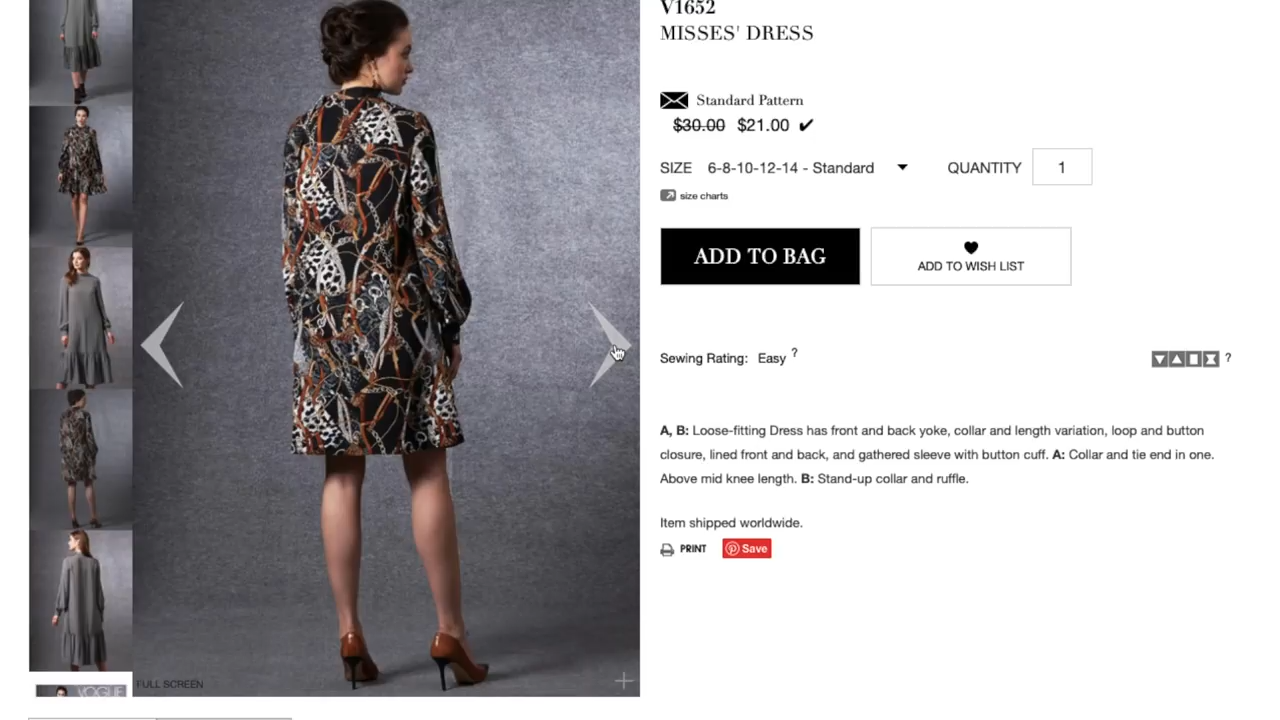 V1652
MISSES' DRESS
Standard Pattern
$30.00 $21.00 ✔
SIZE 6-8-10-12-14 - Standard QUANTITY 1
size charts
ADD TO BAG
ADD TO WISH LIST
Sewing Rating: Easy ?
?
A, B: Loose-fitting Dress has front and back yoke, collar and length variation, loop and button
closure, lined front and back, and gathered sleeve with button cuff. A: Collar and tie end in one.
Above mid knee length. B: Stand-up collar and ruffle.
Item shipped worldwide.
PRINT Save
FULL SCREEN
VOGUE